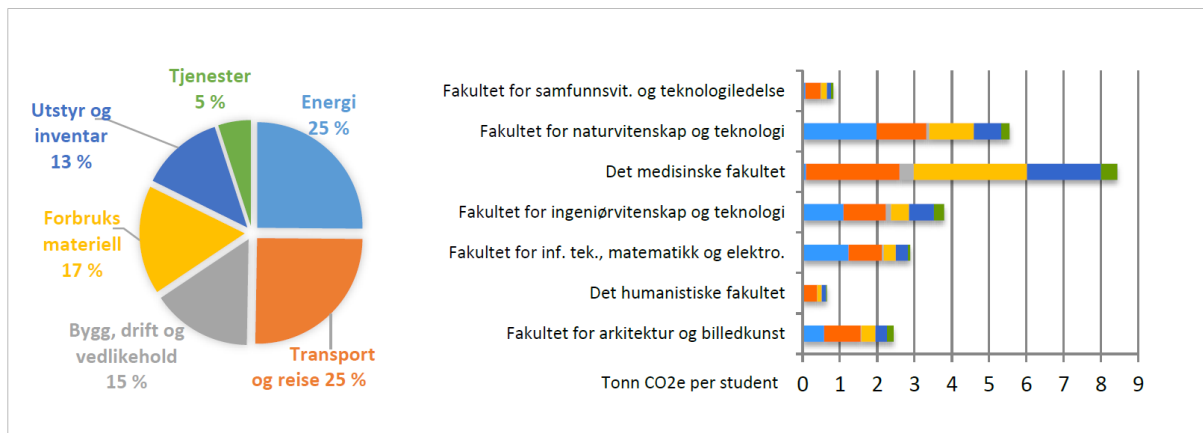 Tjenester
5 %
Energi
25 %
Utstyr og
inventar
13 %
Forbruks
materiell
17 %
Bygg, drift og
vedlikehold
15 %
Transport
og reise 25 %
Fakultet for samfunnsvit. og teknologiledelse
Fakultet for naturvitenskap og teknologi
Det medisinske fakultet
Fakultet for ingeniørvitenskap og teknologi
Fakultet for inf. tek., matematikk og elektro.
Det humanistiske fakultet
Fakultet for arkitektur og billedkunst
Tonn CO2e per student 0 1 2 3 4 5 6 7 8 9